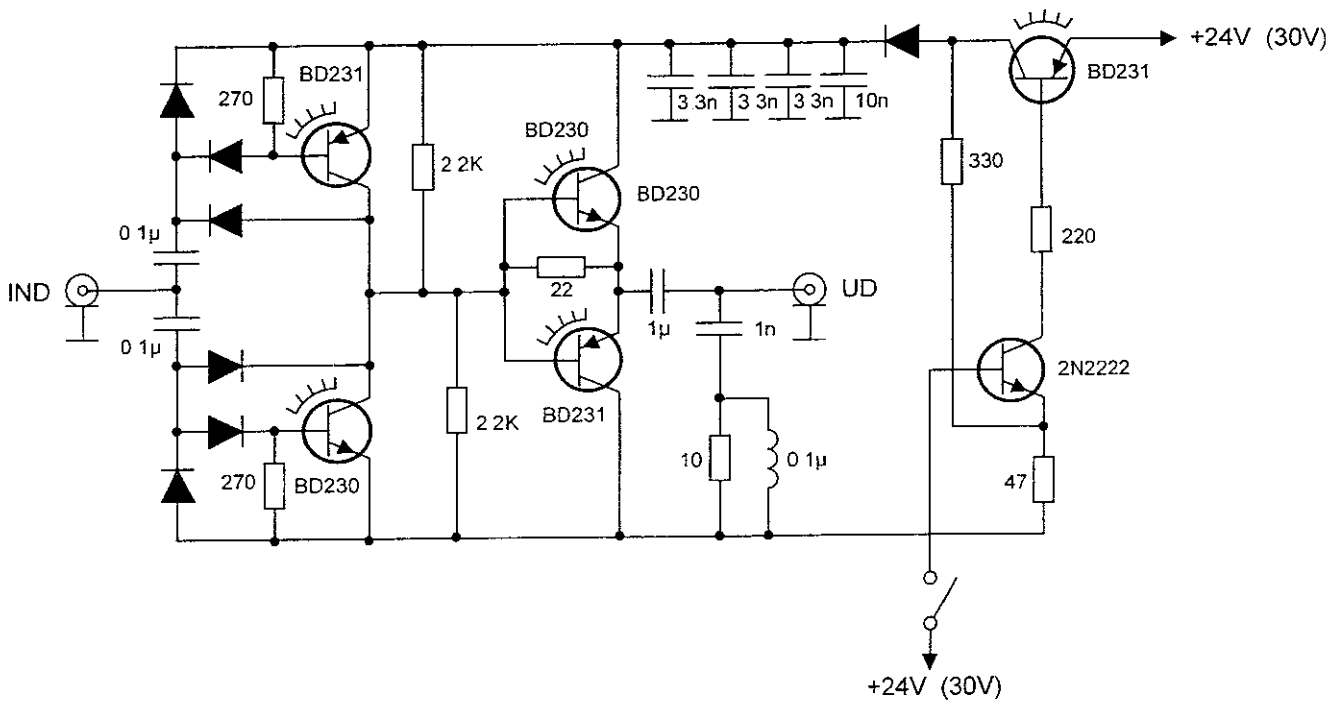 +24V (30V)
BD231
BD231
270
3 3n
3 3n
3 3n
10n
BD230
2 2K
BD230
330
0 1µ
220
IND
22
UD
0 1µ
1µ
1n
2N2222
BD231
2 2K
10
0 1µ
270
BD230
47
+24V (30V)